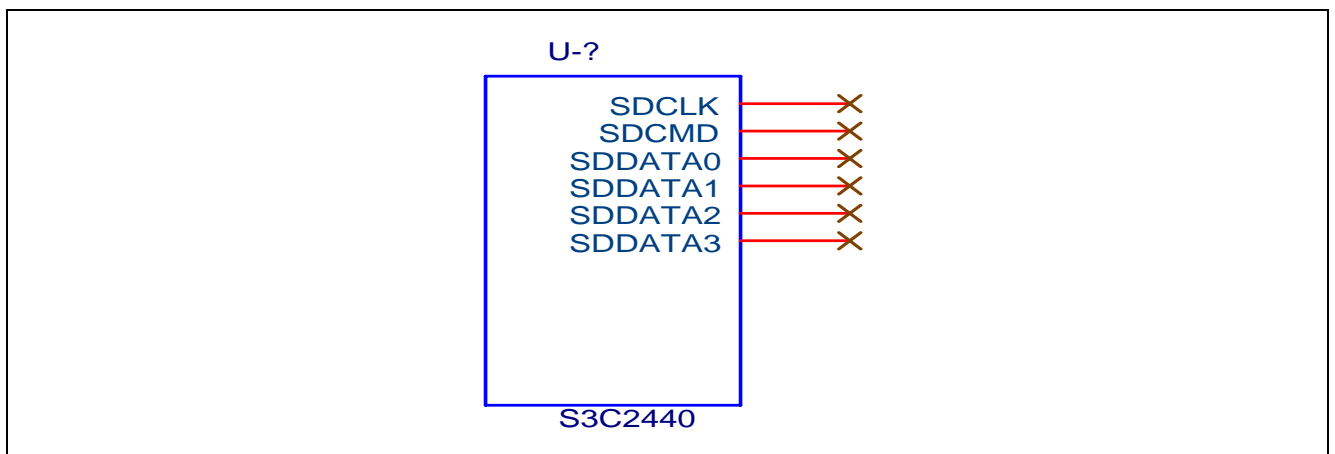 U-?
SDCLK
SDCMD
SDDATA0
SDDATA1
SDDATA2
SDDATA3
S3C2440